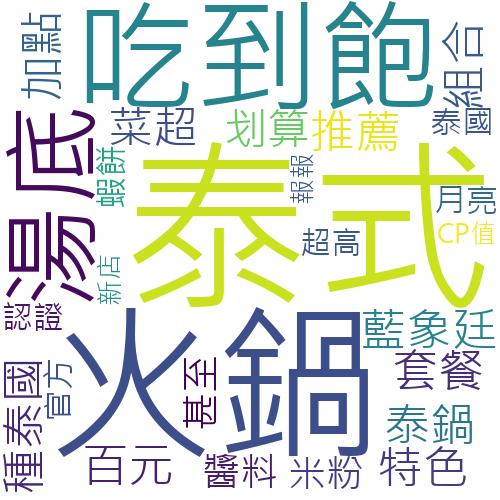 加點
吃到飽
組合
湯底
菜超
划算
推薦
泰國
蝦餅
泰式
報報
月亮
超高
CP值
新店
認證
火鍋
藍象廷
種泰國
官方
甚至
套餐
泰鍋
百元
醬料
米粉
特色